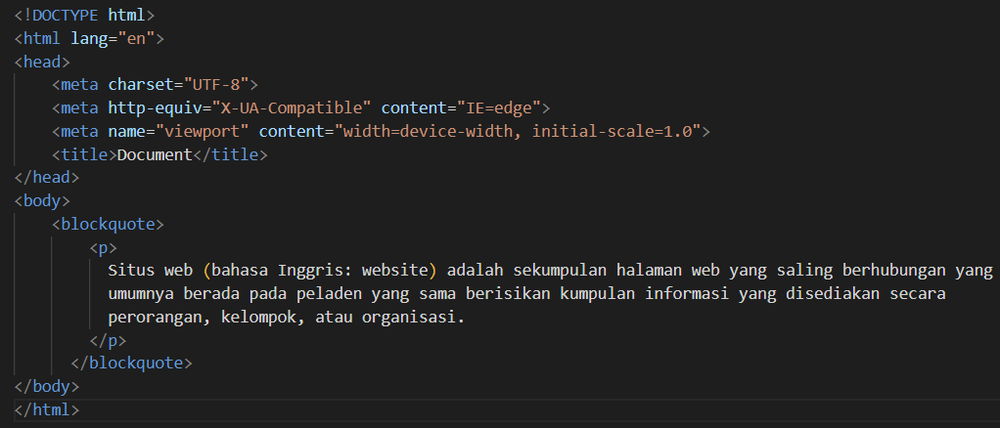 <!DOCTYPE html>
<html lang="en">
<head>
    <meta charset="UTF-8">
    <meta http-equiv="X-UA-Compatible" content="IE=edge">
    <meta name="viewport" content="width=device-width, initial-scale=1.0">
    <title>Document</title>
</head>
<body>
    <blockquote>
        <p>
          Situs web (bahasa Inggris: website) adalah sekumpulan halaman web yang saling berhubungan yang
          umumnya berada pada peladen yang sama berisikan kumpulan informasi yang disediakan secara
          perorangan, kelompok, atau organisasi.
        </p>
      </blockquote>
</body>
</html>